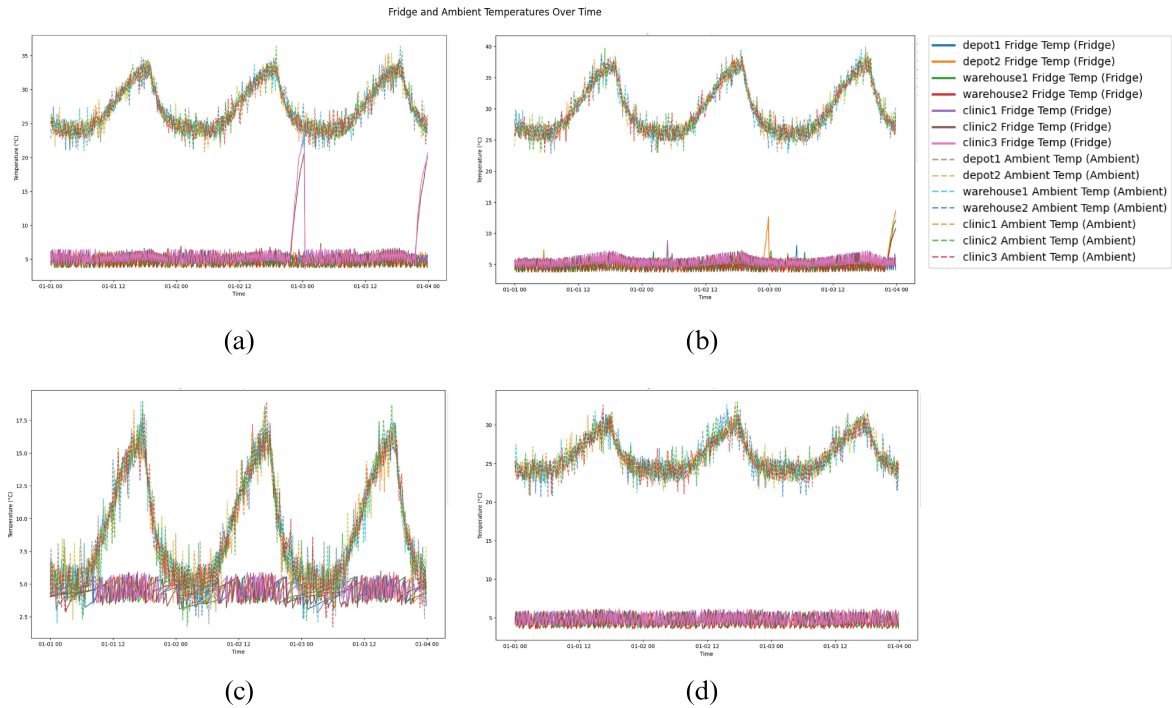 Fridge and Ambient Temperatures Over Time
35
30
25
20
15
10
5
Temperature (°C)
01-01 00
01-01 12
01-02 00
01-02 12
01-03 00
01-03 12
01-04 00
Time
(a)
40
35
30
25
20
15
10
5
Temperature (°C)
01-01 00
01-01 12
01-02 00
01-02 12
01-03 00
01-03 12
01-04 00
Time
(b)
depot1 Fridge Temp (Fridge)
depot2 Fridge Temp (Fridge)
warehouse1 Fridge Temp (Fridge)
warehouse2 Fridge Temp (Fridge)
clinic1 Fridge Temp (Fridge)
clinic2 Fridge Temp (Fridge)
clinic3 Fridge Temp (Fridge)
depot1 Ambient Temp (Ambient)
depot2 Ambient Temp (Ambient)
warehouse1 Ambient Temp (Ambient)
warehouse2 Ambient Temp (Ambient)
clinic1 Ambient Temp (Ambient)
clinic2 Ambient Temp (Ambient)
clinic3 Ambient Temp (Ambient)
17.5
15.0
12.5
10.0
7.5
5.0
2.5
Temperature (°C)
01-01 00
01-01 12
01-02 00
01-02 12
01-03 00
01-03 12
01-04 00
Time
(c)
30
25
20
15
10
5
Temperature (°C)
01-01 00
01-01 12
01-02 00
01-02 12
01-03 00
01-03 12
01-04 00
Time
(d)